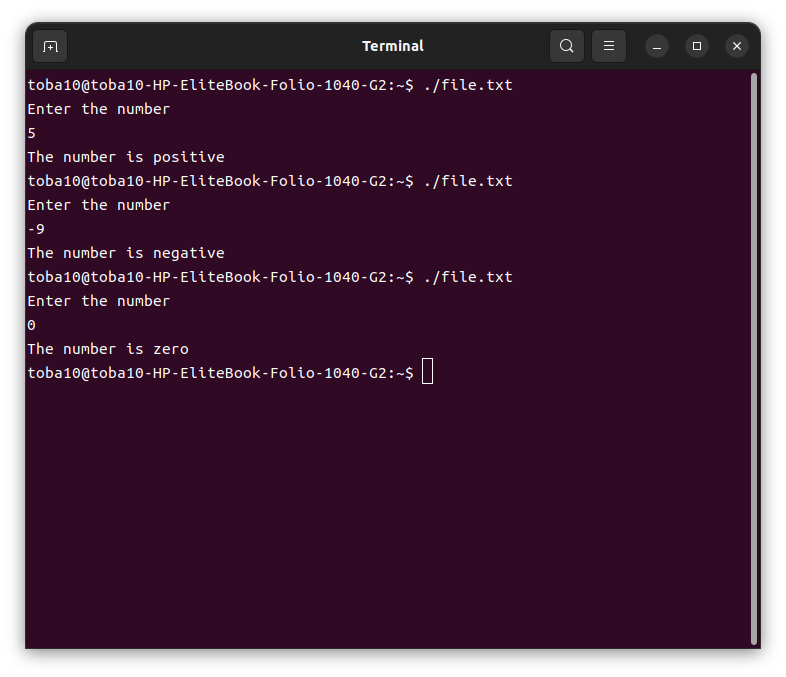 Terminal
toba10@toba10-HP-EliteBook-Folio-1040-G2:~$ ./file.txt
Enter the number
5
The number is positive
toba10@toba10-HP-EliteBook-Folio-1040-G2:~$ ./file.txt
Enter the number
-9
The number is negative
toba10@toba10-HP-EliteBook-Folio-1040-G2:~$ ./file.txt
Enter the number
0
The number is zero
toba10@toba10-HP-EliteBook-Folio-1040-G2:~$